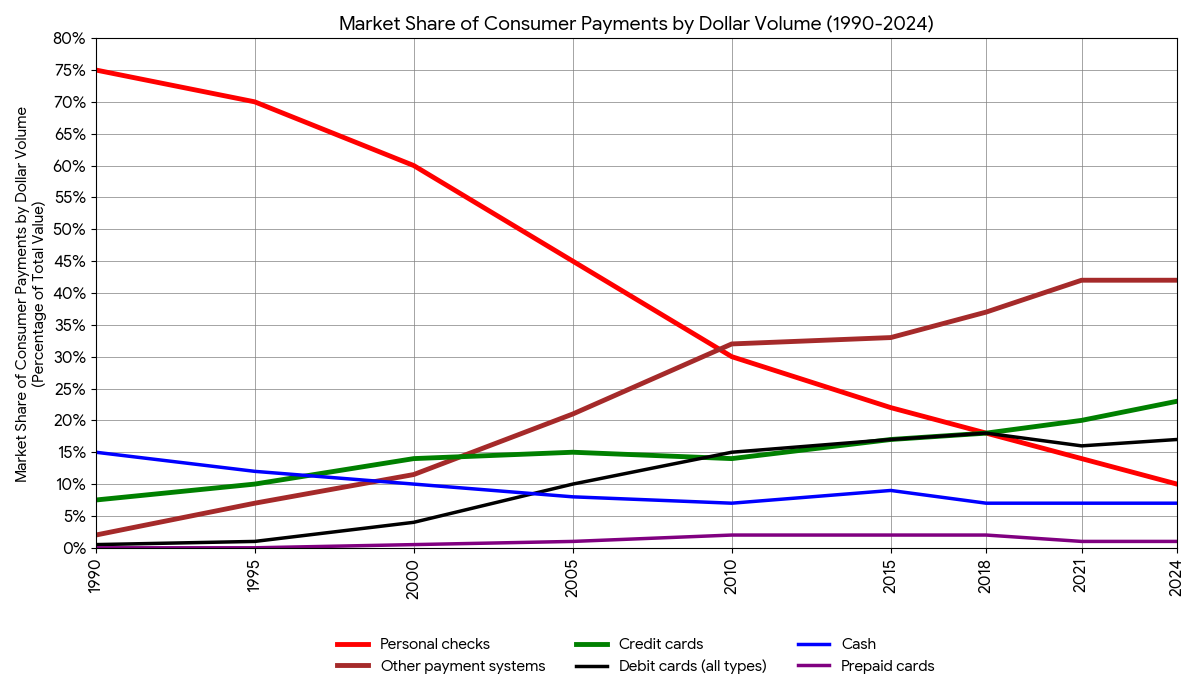 Market Share of Consumer Payments by Dollar Volume (1990-2024)
Market Share of Consumer Payments by Dollar Volume
(Percentage of Total Value)
80%
75%
70%
65%
60%
55%
50%
45%
40%
35%
30%
25%
20%
15%
10%
5%
0%
1990
1995
2000
2005
2010
2015
2018
2021
2024
Personal checks
Other payment systems
Credit cards
Debit cards (all types)
Cash
Prepaid cards